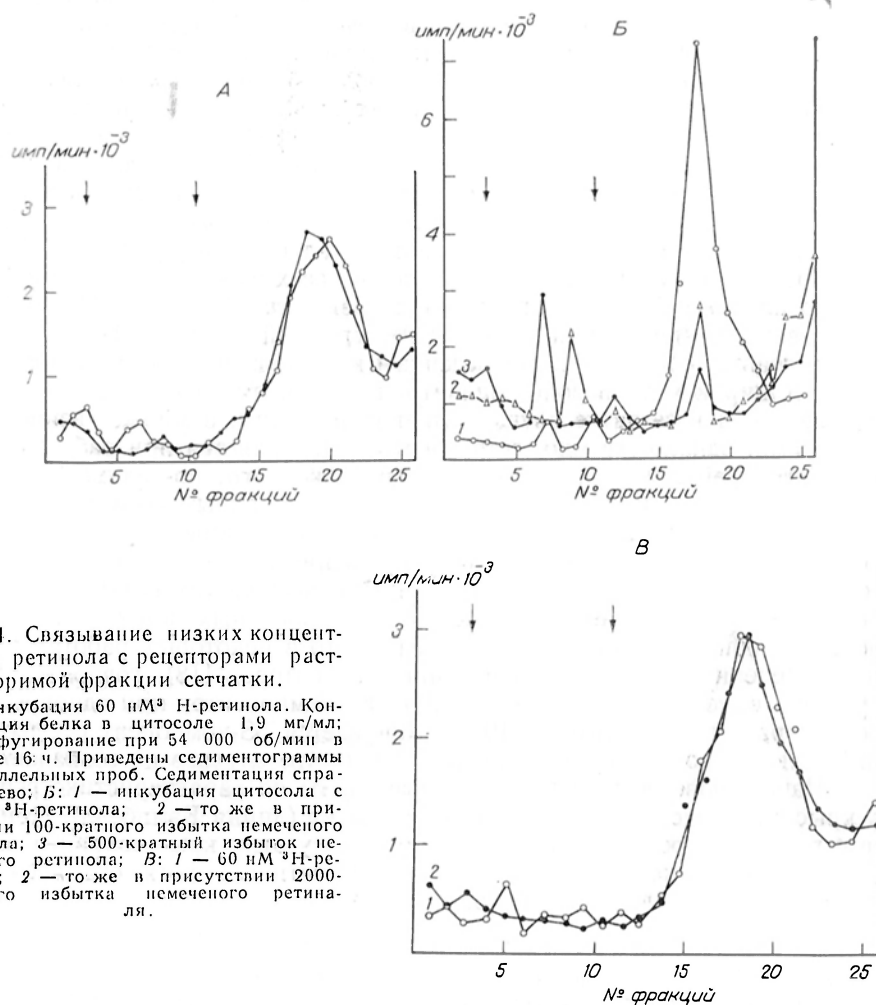 А
имп/мин·10⁻³
3
2
1
5 10 15 20 25
№ фракций
Б
имп/мин·10⁻³
6
4
2
3
2
1
5 10 15 20 25
№ фракций
В
имп/мин·10⁻³
3
2
1
2
1
5 10 15 20 25
№ фракций
. Связывание низких концент-
ретинола с рецепторами раст-
оримой фракции сетчатки.
нкубация 60 нМ³ Н-ретинола. Кон-
ция белка в цитосоле 1,9 мг/мл;
фугирование при 54 000 об/мин в
е 16 ч. Приведены седиментограммы
ллельных проб. Седиментация спра-
ево; Б: 1 — инкубация цитосола с
³Н-ретинола; 2 — то же в при-
и 100-кратного избытка немеченого
ла; 3 — 500-кратный избыток не-
го ретинола; В: 1 — 60 нМ ³Н-ре-
; 2 — то же в присутствии 2000-
го избытка немеченого ретина-
ля.